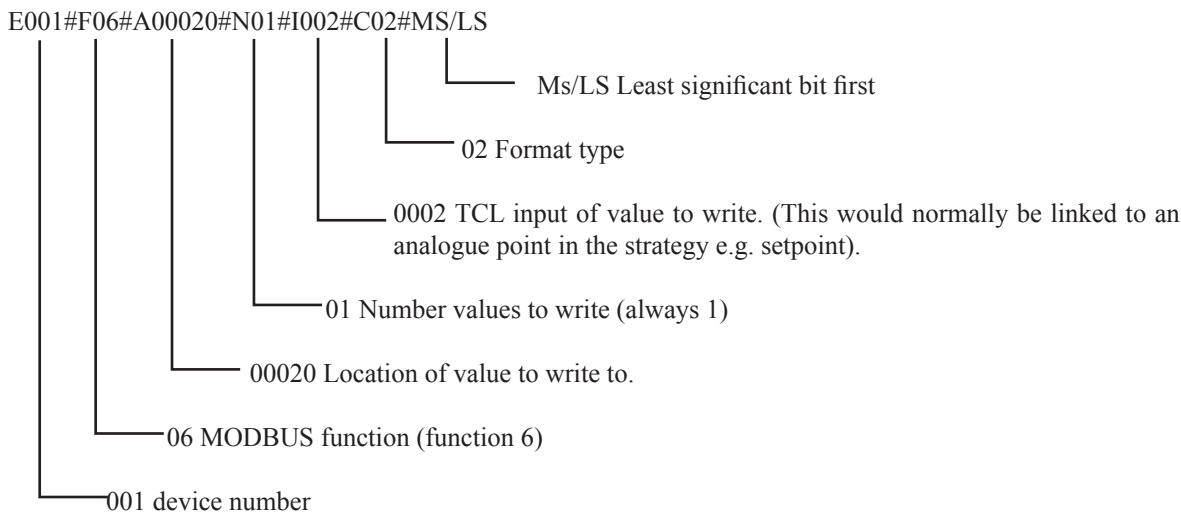 E001#F06#A00020#N01#I002#C02#MS/LS
Ms/LS Least significant bit first
02 Format type
0002 TCL input of value to write. (This would normally be linked to an
analogue point in the strategy e.g. setpoint).
01 Number values to write (always 1)
00020 Location of value to write to.
06 MODBUS function (function 6)
001 device number